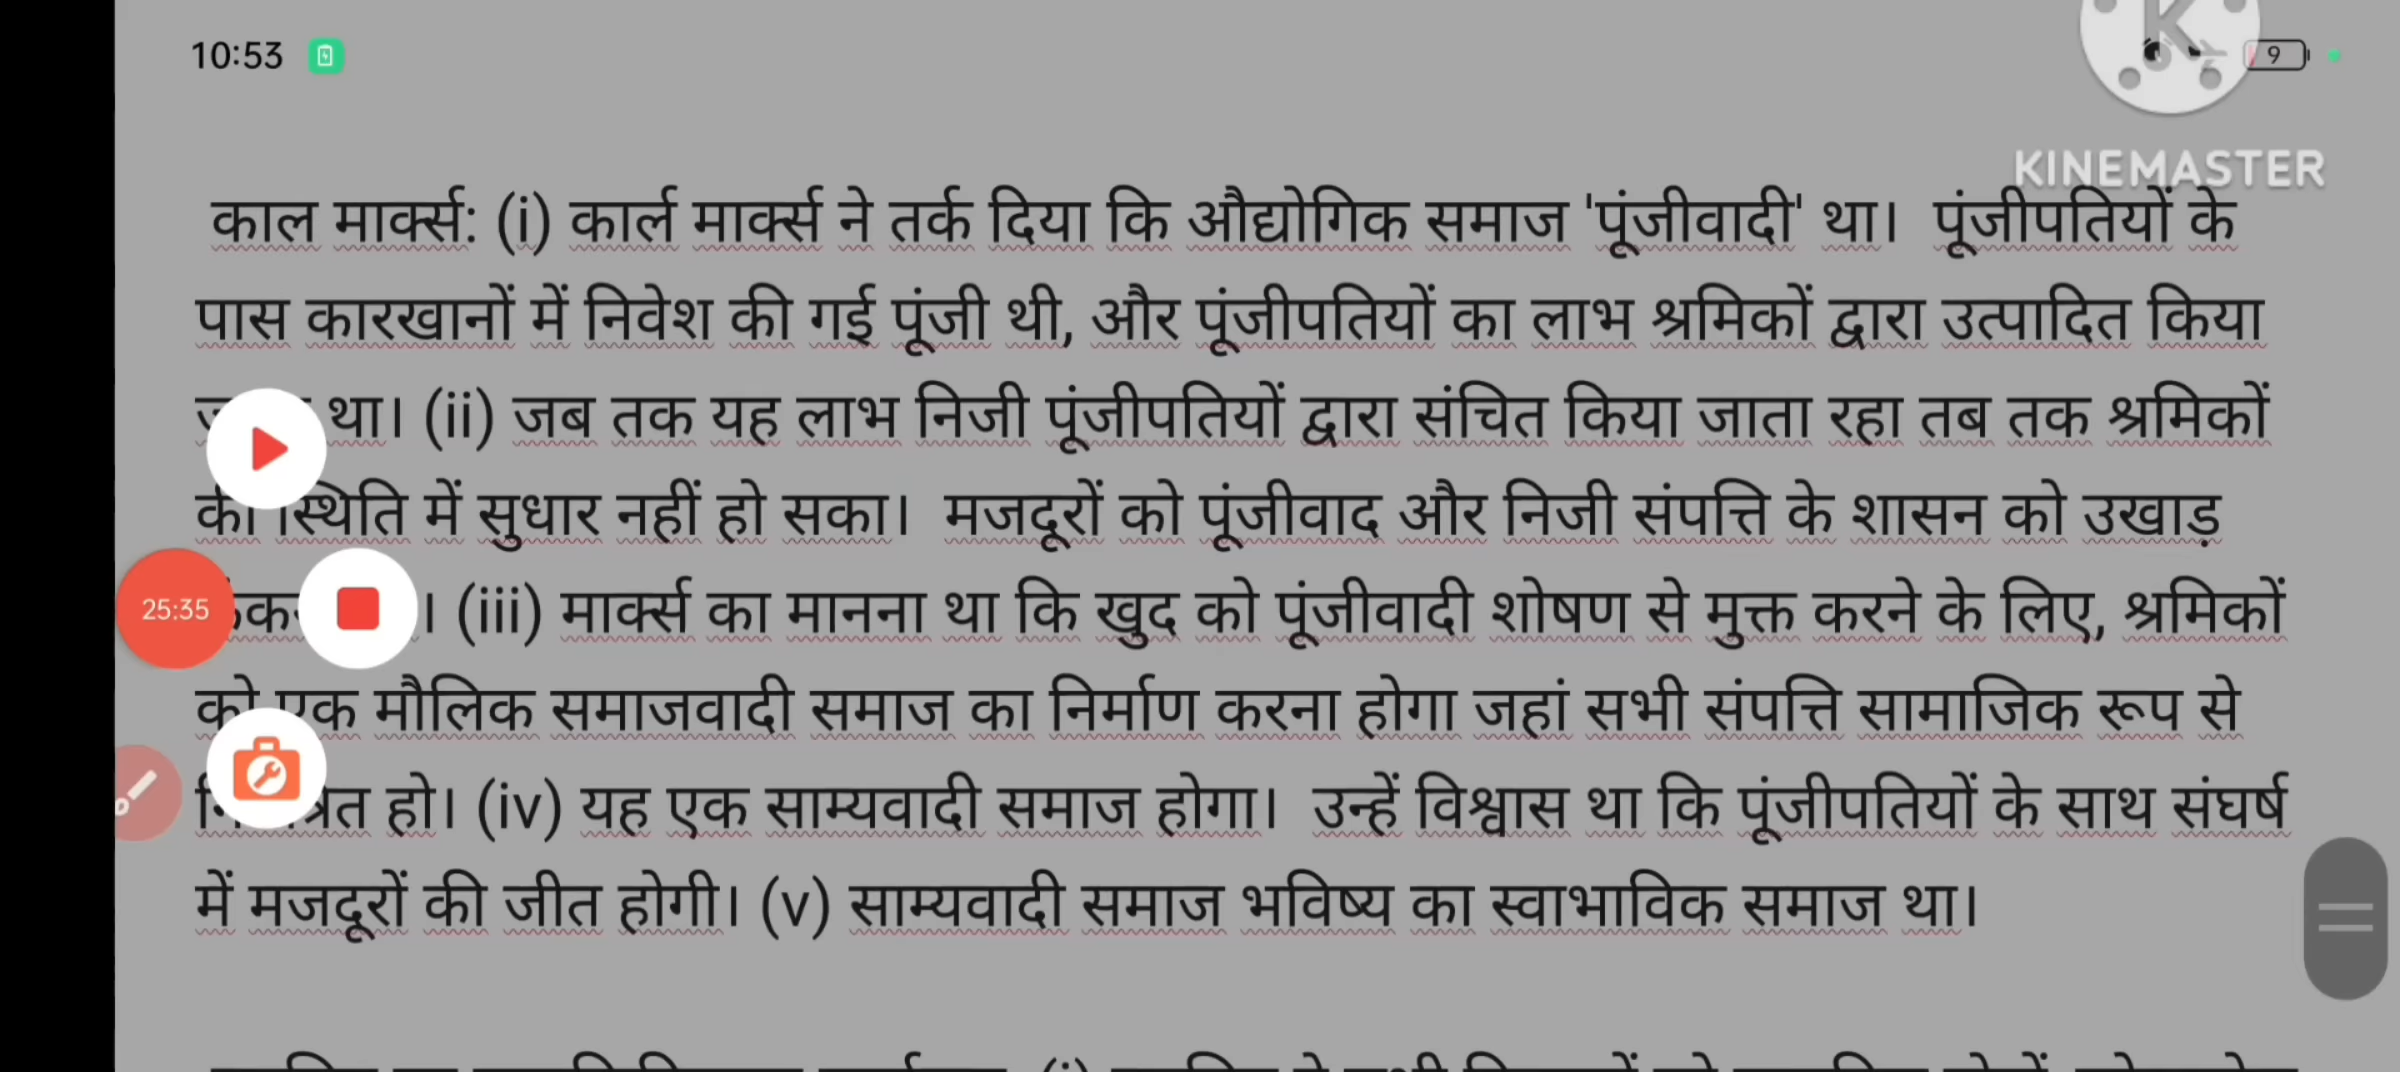 10:53
9
KINEMASTER
काल मार्क्स: (i) कार्ल मार्क्स ने तर्क दिया कि औद्योगिक समाज 'पूंजीवादी' था। पूंजीपतियों के
पास कारखानों में निवेश की गई पूंजी थी, और पूंजीपतियों का लाभ श्रमिकों द्वारा उत्पादित किया
था। (ii) जब तक यह लाभ निजी पूंजीपतियों द्वारा संचित किया जाता रहा तब तक श्रमिकों
की स्थिति में सुधार नहीं हो सका। मजदूरों को पूंजीवाद और निजी संपत्ति के शासन को उखाड़
25:35
। (iii) मार्क्स का मानना था कि खुद को पूंजीवादी शोषण से मुक्त करने के लिए, श्रमिकों
को एक मौलिक समाजवादी समाज का निर्माण करना होगा जहां सभी संपत्ति सामाजिक रूप से
हो। (iv) यह एक साम्यवादी समाज होगा। उन्हें विश्वास था कि पूंजीपतियों के साथ संघर्ष
में मजदूरों की जीत होगी। (v) साम्यवादी समाज भविष्य का स्वाभाविक समाज था।